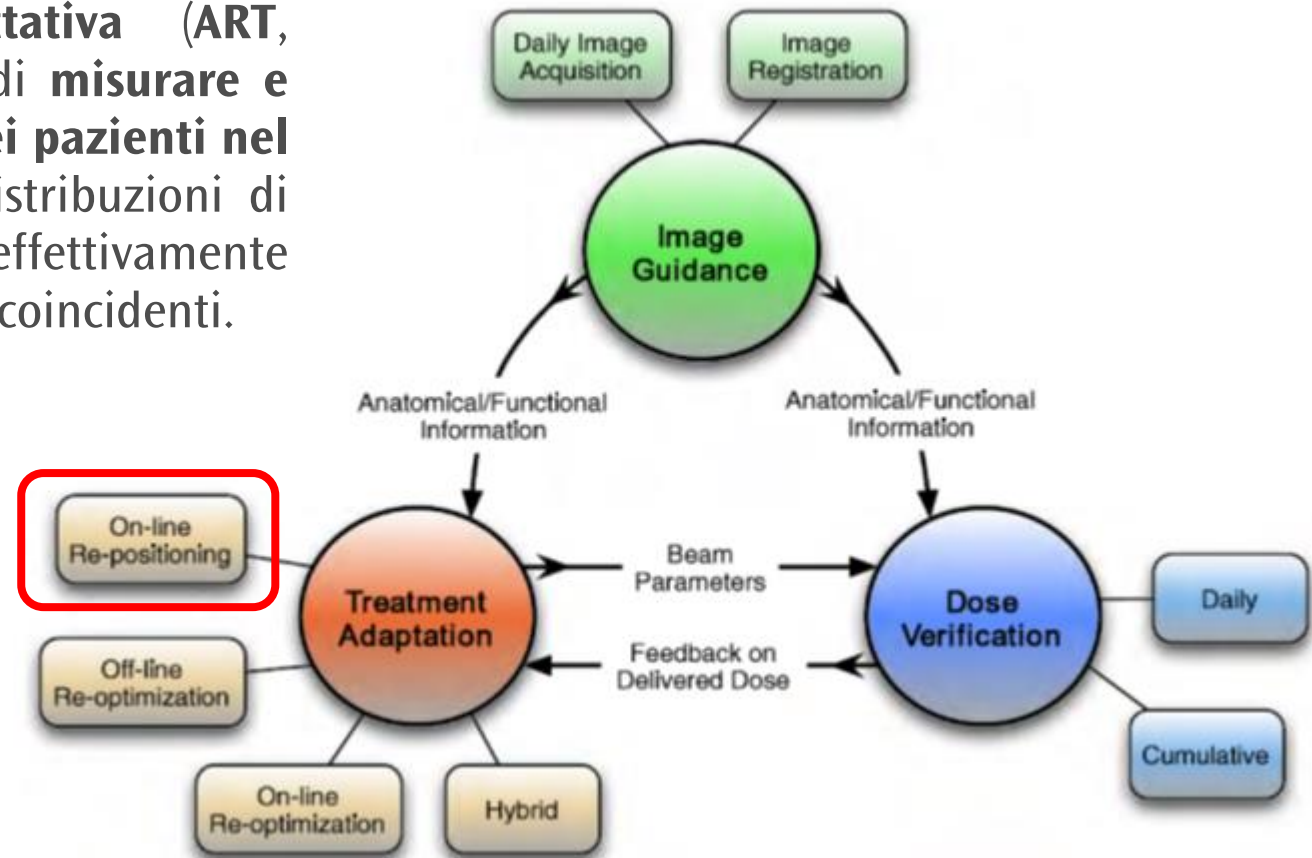 ttativa (ART,
di misurare e
ei pazienti nel
istribuzioni di
effettivamente
coincidenti.
Daily Image
Acquisition
Image
Registration
Image
Guidance
Anatomical/Functional
Information
Anatomical/Functional
Information
On-line
Re-positioning
Treatment
Adaptation
Beam
Parameters
Dose
Verification
Daily
Off-line
Re-optimization
Feedback on
Delivered Dose
Cumulative
On-line
Re-optimization
Hybrid